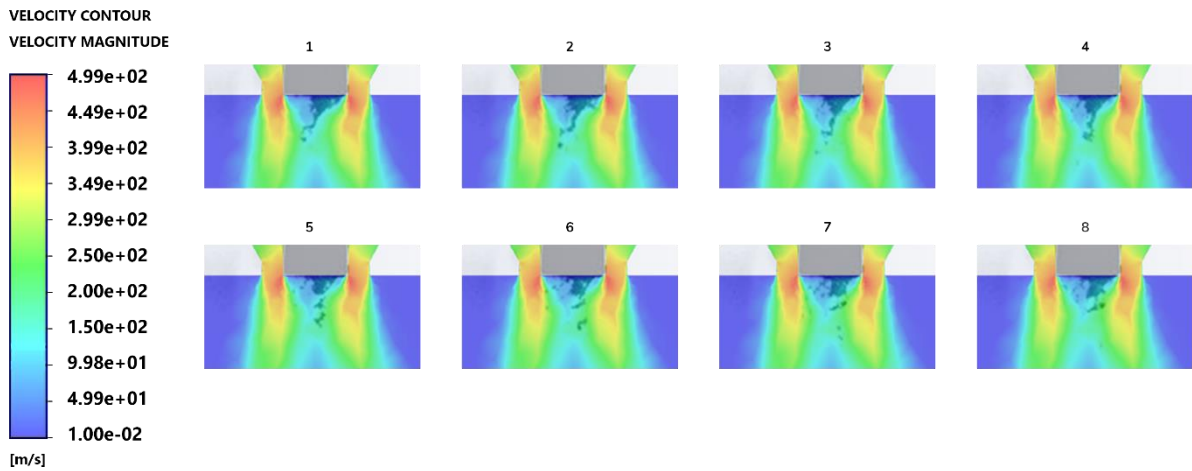 VELOCITY CONTOUR
VELOCITY MAGNITUDE
4.99e+02
4.49e+02
3.99e+02
3.49e+02
2.99e+02
2.50e+02
2.00e+02
1.50e+02
9.98e+01
4.99e+01
1.00e-02
[m/s]
1 2 3 4
5 6 7 8